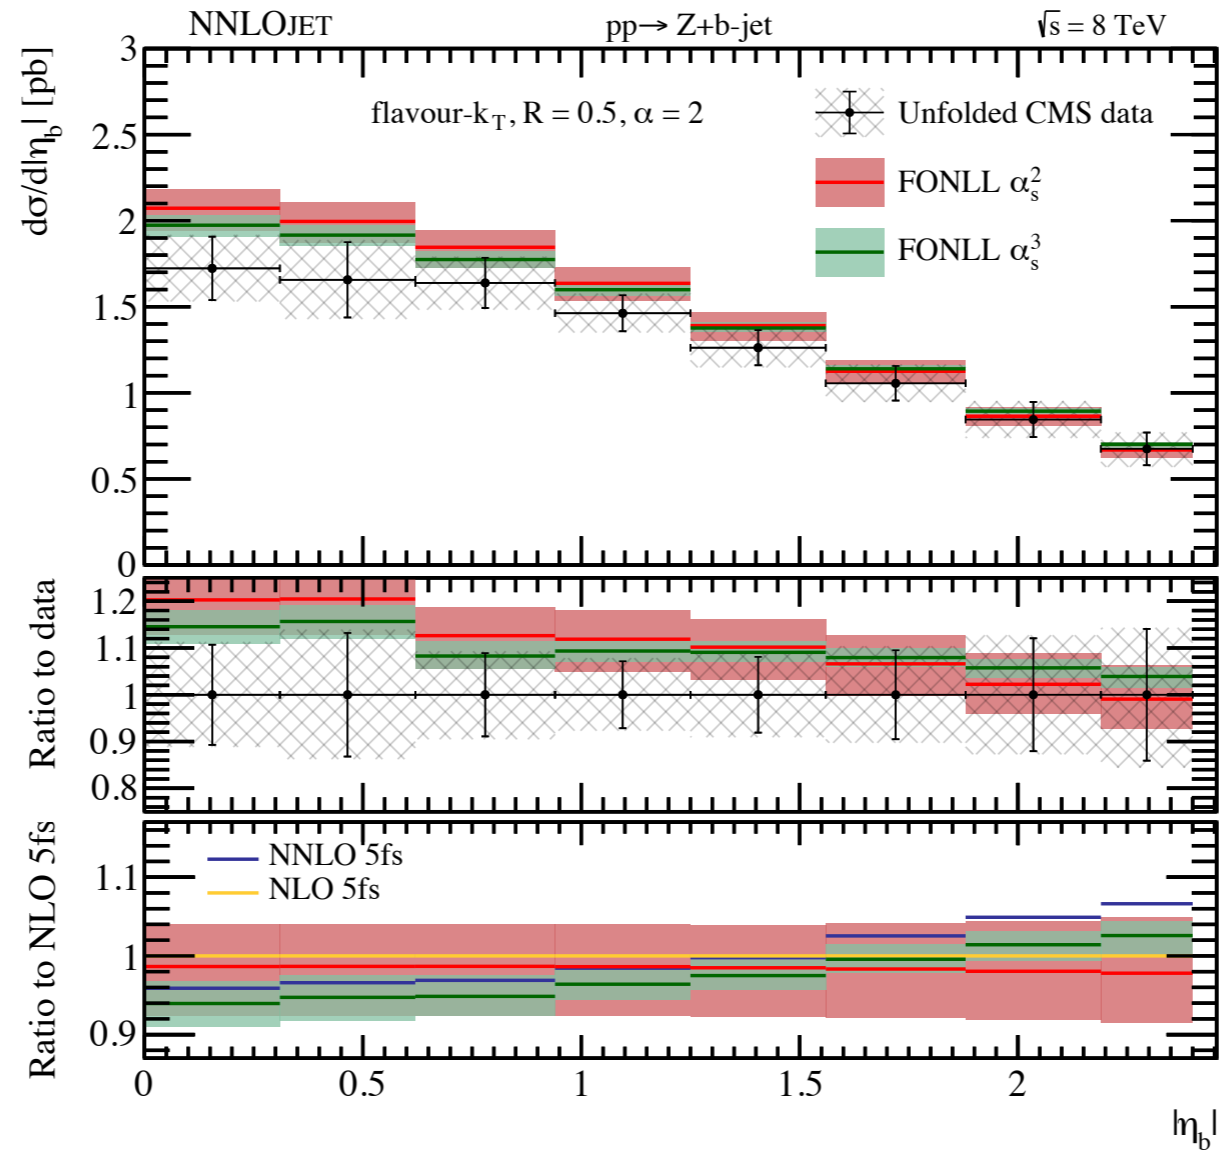 NNLOJET pp→ Z+b-jet √s = 8 TeV
dσ/d|η_b| [pb]
3
2.5
2
1.5
1
0.5
0
flavour-k_T, R = 0.5, α = 2
Unfolded CMS data
FONLL α_s^2
FONLL α_s^3
Ratio to data
1.2
1.1
1
0.9
0.8
Ratio to NLO 5fs
1.1
1
0.9
NNLO 5fs
NLO 5fs
0 0.5 1 1.5 2
|η_b|